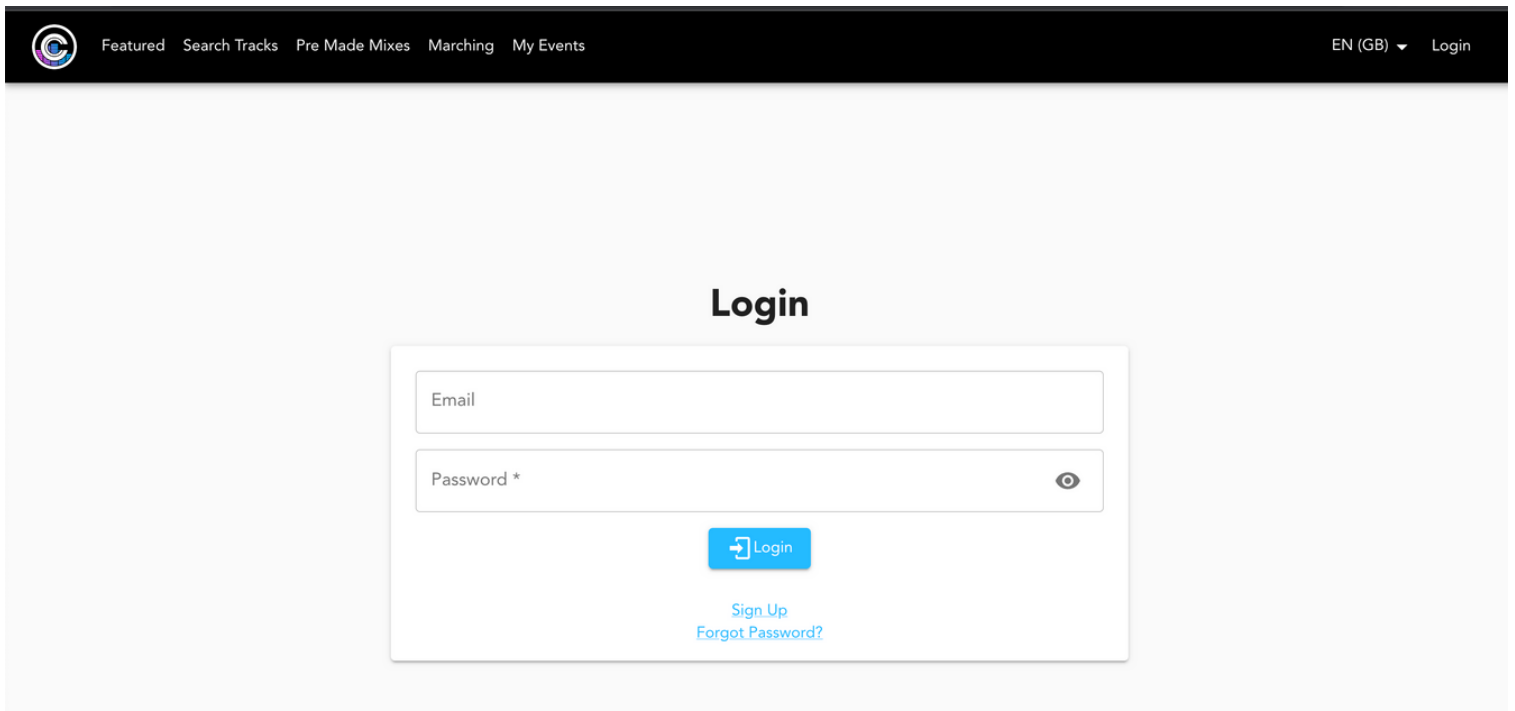 Featured Search Tracks Pre Made Mixes Marching My Events EN (GB) Login
Login
Email
Password *
Login
Sign Up
Forgot Password?